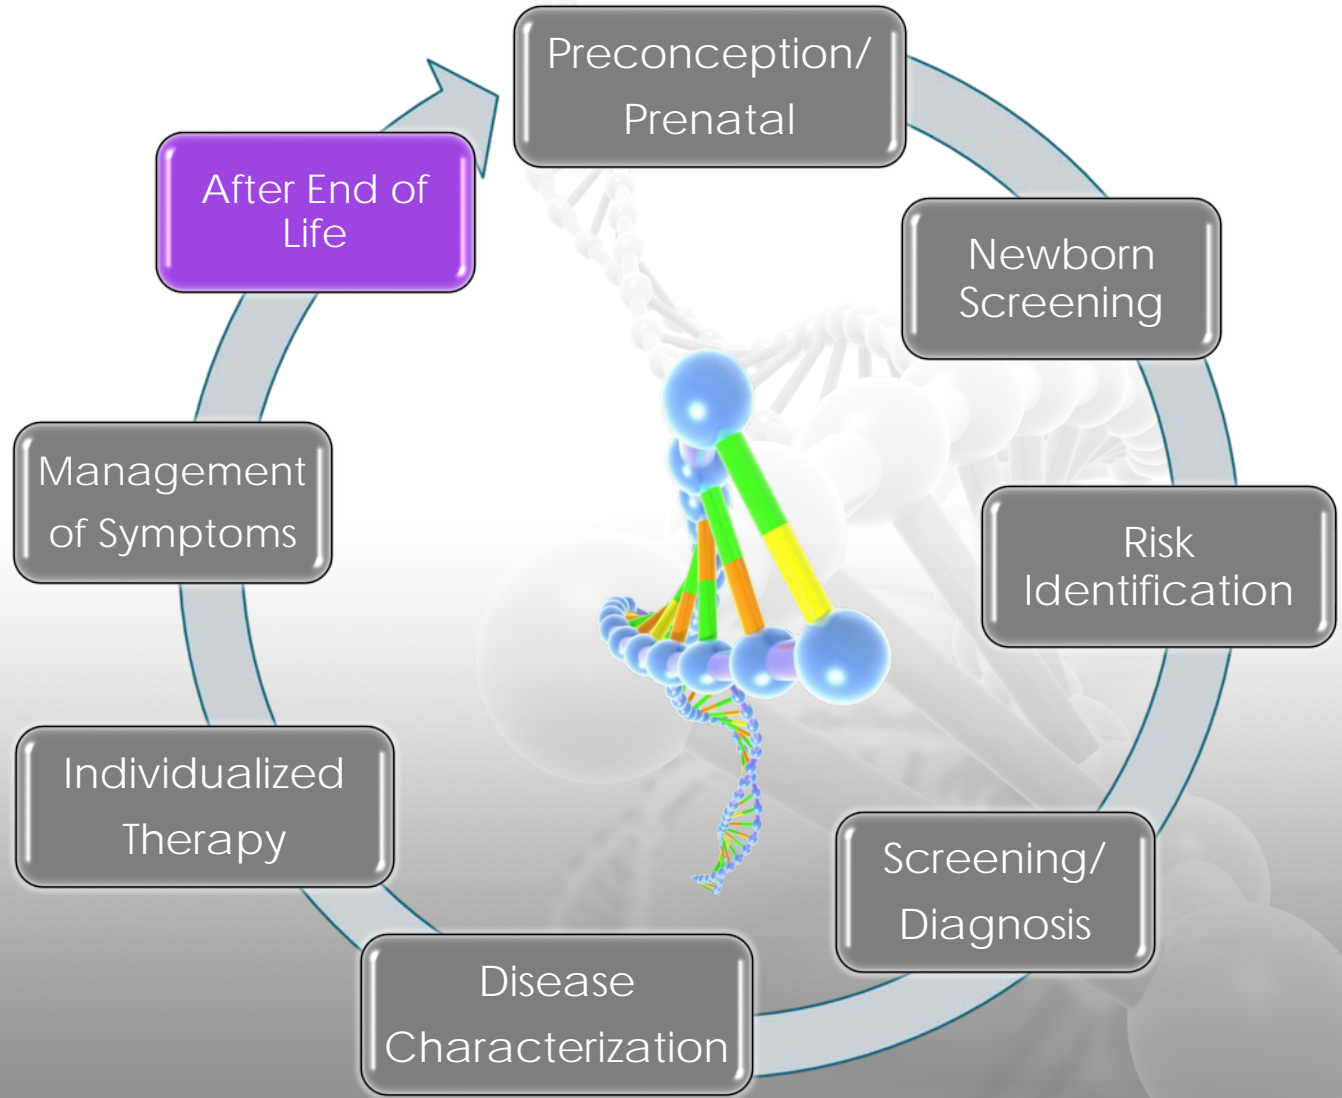 Preconception/
Prenatal
Newborn
Screening
Risk
Identification
Screening/
Diagnosis
Disease
Characterization
Individualized
Therapy
Management
of Symptoms
After End of
Life